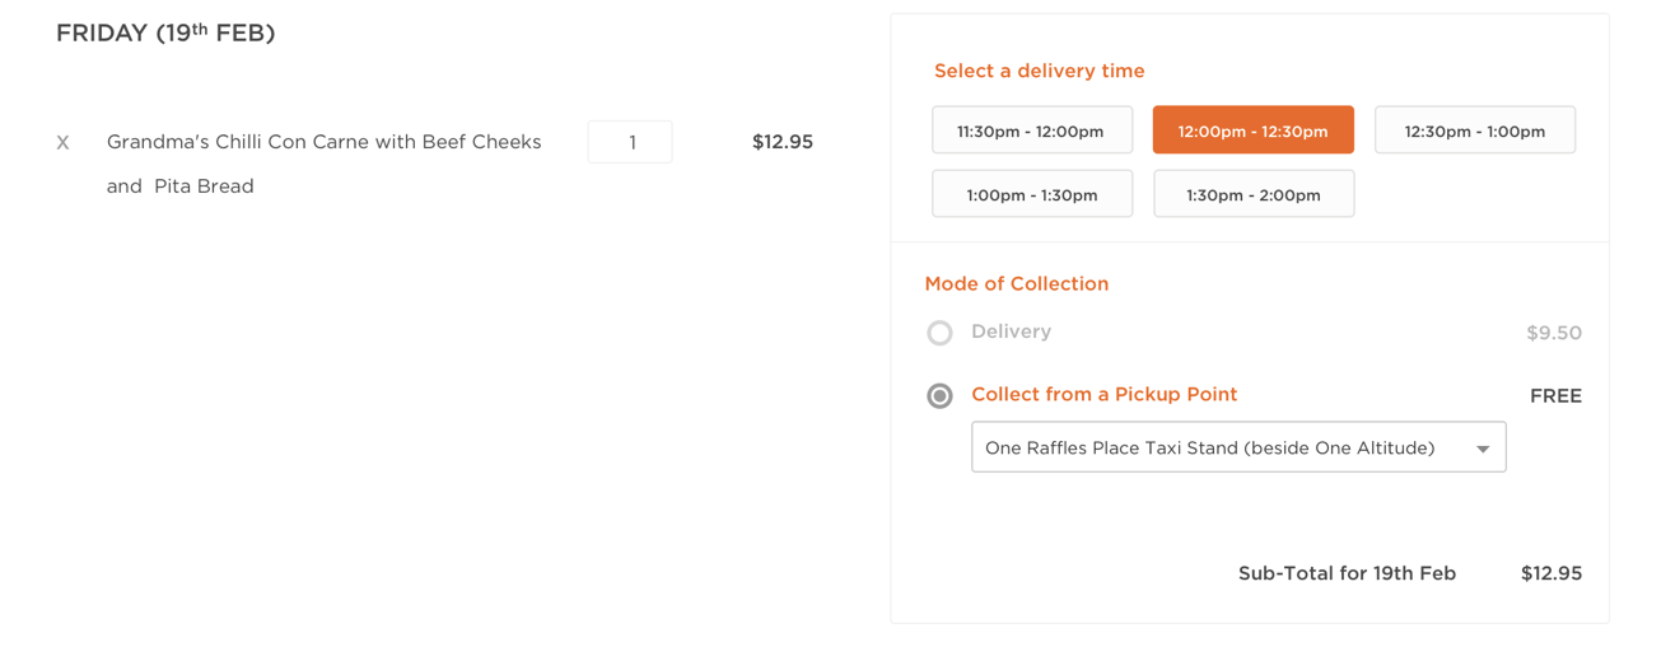 FRIDAY (19th FEB)
X Grandma's Chilli Con Carne with Beef Cheeks 1 $12.95
and Pita Bread
Select a delivery time
11:30pm - 12:00pm 12:00pm - 12:30pm 12:30pm - 1:00pm
1:00pm - 1:30pm 1:30pm - 2:00pm
Mode of Collection
Delivery $9.50
Collect from a Pickup Point FREE
One Raffles Place Taxi Stand (beside One Altitude)
Sub-Total for 19th Feb $12.95